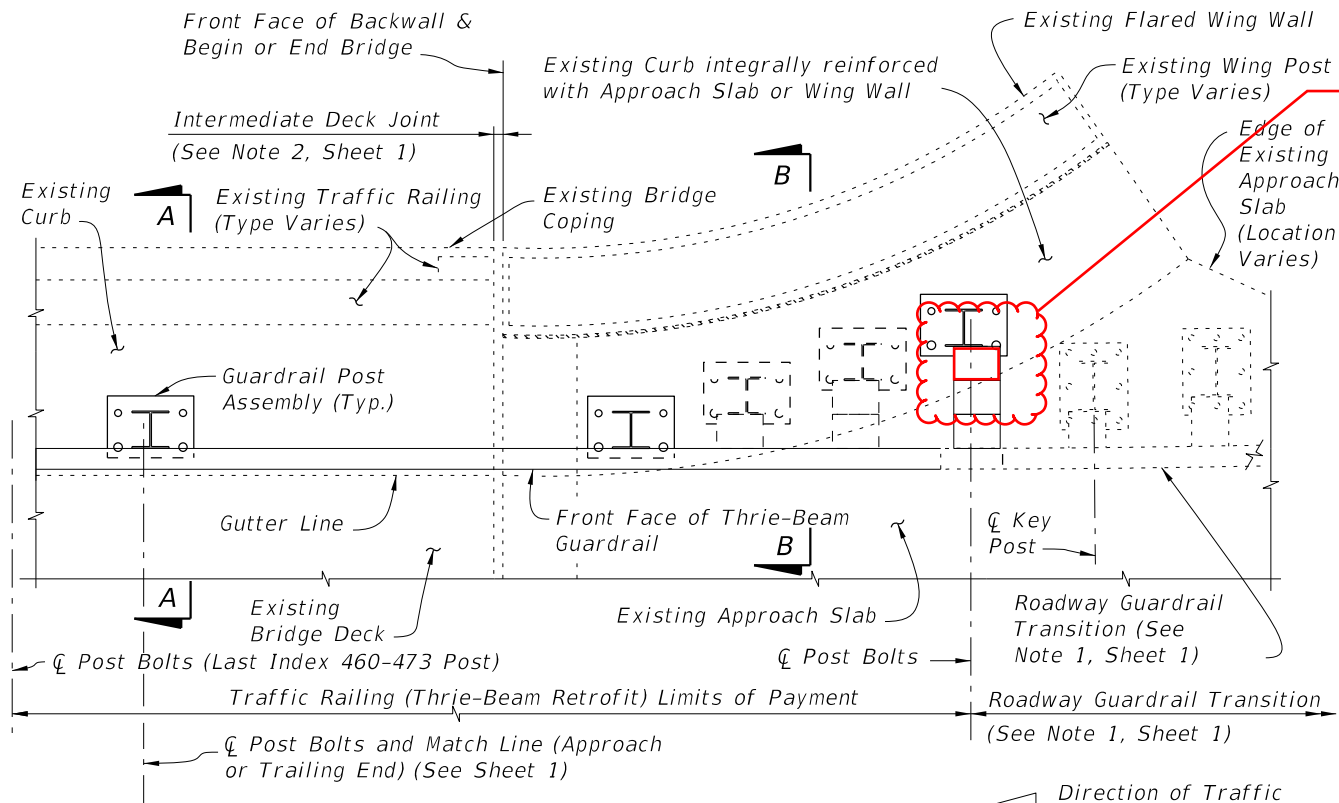 Front Face of Backwall &
Begin or End Bridge
Existing Flared Wing Wall
Existing Curb integrally reinforced
with Approach Slab or Wing Wall
Existing Wing Post
(Type Varies)
Intermediate Deck Joint
(See Note 2, Sheet 1)
Edge of
Existing
Approach
Slab
(Location
Varies)
Existing
Curb
A
Existing Traffic Railing
(Type Varies)
Existing Bridge
Coping
B
Guardrail Post
Assembly (Typ.)
Gutter Line
Front Face of Thrie-Beam
Guardrail
B
℄ Key
Post
A
Existing
Bridge Deck
Existing Approach Slab
Roadway Guardrail
Transition (See
Note 1, Sheet 1)
℄ Post Bolts (Last Index 460-473 Post)
℄ Post Bolts
Traffic Railing (Thrie-Beam Retrofit) Limits of Payment
Roadway Guardrail Transition
(See Note 1, Sheet 1)
℄ Post Bolts and Match Line (Approach
or Trailing End) (See Sheet 1)
Direction of Traffic